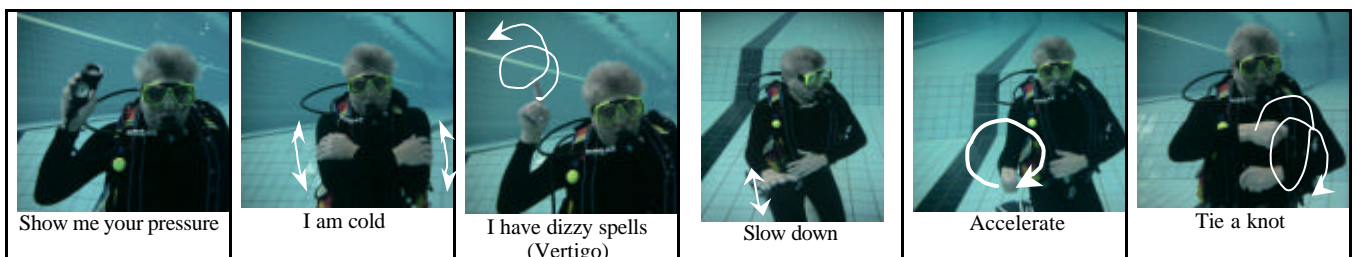 Show me your pressure
I am cold
I have dizzy spells
(Vertigo)
Slow down
Accelerate
Tie a knot